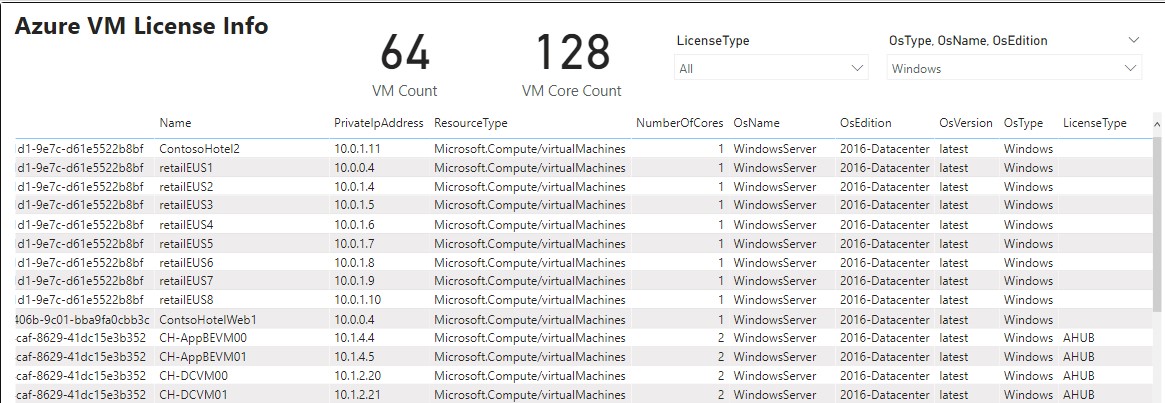 Azure VM License Info
64
VM Count
128
VM Core Count
LicenseType
All
OsType, OsName, OsEdition
Windows
Name PrivateIpAddress ResourceType NumberOfCores OsName OsEdition OsVersion OsType LicenseType
d1-9e7c-d61e5522b8bf ContosoHotel2 10.0.1.11 Microsoft.Compute/virtualMachines 1 WindowsServer 2016-Datacenter latest Windows
d1-9e7c-d61e5522b8bf retailEUS1 10.0.0.4 Microsoft.Compute/virtualMachines 1 WindowsServer 2016-Datacenter latest Windows
d1-9e7c-d61e5522b8bf retailEUS2 10.0.1.4 Microsoft.Compute/virtualMachines 1 WindowsServer 2016-Datacenter latest Windows
d1-9e7c-d61e5522b8bf retailEUS3 10.0.1.5 Microsoft.Compute/virtualMachines 1 WindowsServer 2016-Datacenter latest Windows
d1-9e7c-d61e5522b8bf retailEUS4 10.0.1.6 Microsoft.Compute/virtualMachines 1 WindowsServer 2016-Datacenter latest Windows
d1-9e7c-d61e5522b8bf retailEUS5 10.0.1.7 Microsoft.Compute/virtualMachines 1 WindowsServer 2016-Datacenter latest Windows
d1-9e7c-d61e5522b8bf retailEUS6 10.0.1.8 Microsoft.Compute/virtualMachines 1 WindowsServer 2016-Datacenter latest Windows
d1-9e7c-d61e5522b8bf retailEUS7 10.0.1.9 Microsoft.Compute/virtualMachines 1 WindowsServer 2016-Datacenter latest Windows
d1-9e7c-d61e5522b8bf retailEUS8 10.0.1.10 Microsoft.Compute/virtualMachines 1 WindowsServer 2016-Datacenter latest Windows
406b-9c01-bba9fa0cbb3c ContsoHotelWeb1 10.0.0.4 Microsoft.Compute/virtualMachines 1 WindowsServer 2016-Datacenter latest Windows
caf-8629-41dc15e3b352 CH-AppBEVM00 10.1.4.4 Microsoft.Compute/virtualMachines 2 WindowsServer 2016-Datacenter latest Windows AHUB
caf-8629-41dc15e3b352 CH-AppBEVM01 10.1.4.5 Microsoft.Compute/virtualMachines 2 WindowsServer 2016-Datacenter latest Windows AHUB
caf-8629-41dc15e3b352 CH-DCVM00 10.1.2.20 Microsoft.Compute/virtualMachines 2 WindowsServer 2016-Datacenter latest Windows AHUB
caf-8629-41dc15e3b352 CH-DCVM01 10.1.2.21 Microsoft.Compute/virtualMachines 2 WindowsServer 2016-Datacenter latest Windows AHUB